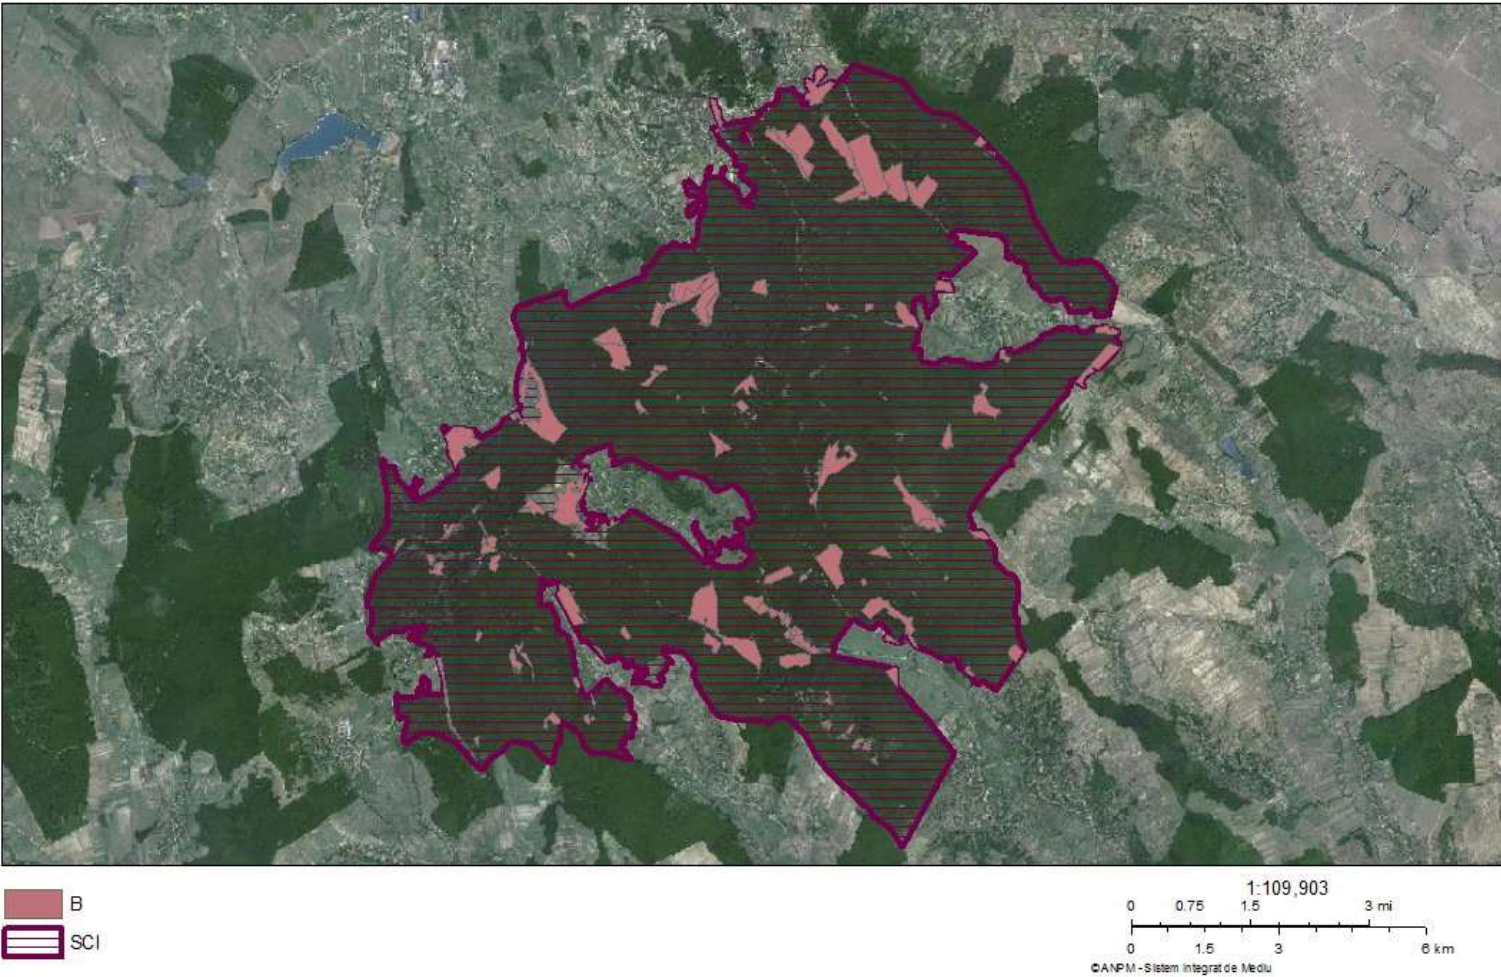 B
SCI
1:109,903
0 0.75 1.5 3 mi
0 1.5 3 6 km
©ANPM - Sistem Integrat de Mediu